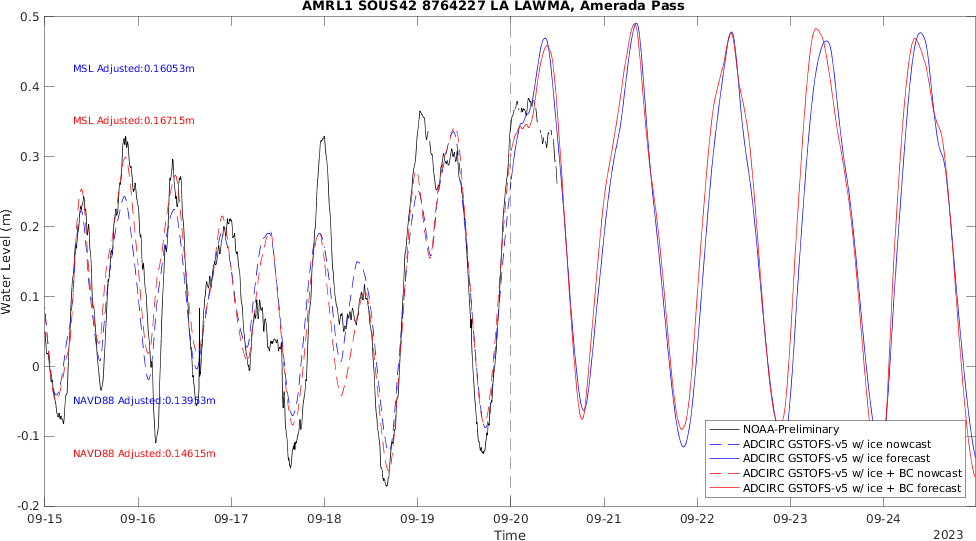 AMRL1 SOUS42 8764227 LA LAWMA, Amerada Pass
0.5
MSL Adjusted:0.16053m
0.4
MSL Adjusted:0.16715m
0.3
0.2
Water Level (m)
0.1
0
NAVD88 Adjusted:0.13953m
NOAA-Preliminary
-0.1
ADCIRC GSTOFS-v5 w/ ice nowcast
NAVD88 Adjusted:0.14615m
ADCIRC GSTOFS-v5 w/ ice forecast
ADCIRC GSTOFS-v5 w/ ice + BC nowcast
ADCIRC GSTOFS-v5 w/ ice + BC forecast
-0.2
09-15 09-16 09-17 09-18 09-19 09-20 09-21 09-22 09-23 09-24
Time
2023